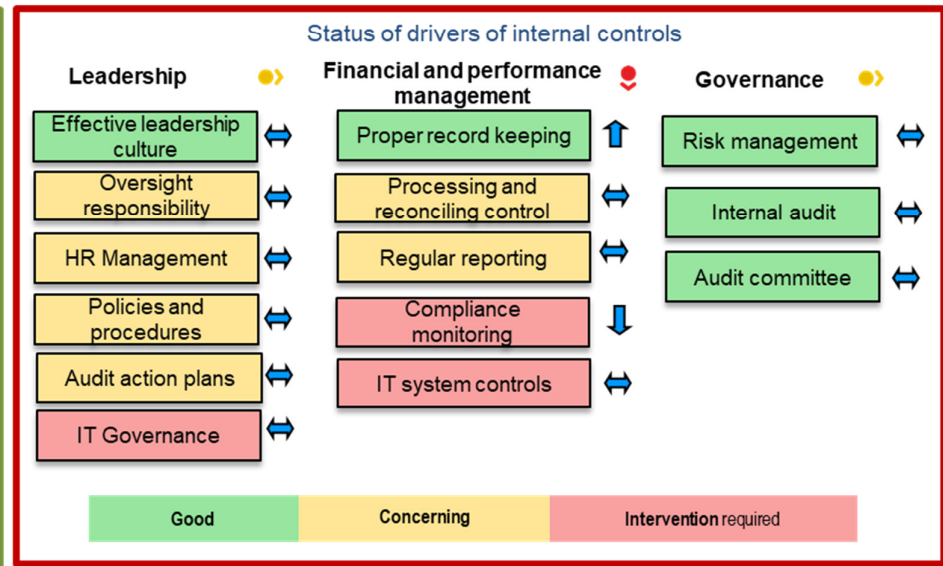 Status of drivers of internal controls
Leadership
Effective leadership
culture
Oversight
responsibility
HR Management
Policies and
procedures
Audit action plans
IT Governance
Financial and performance
management
Proper record keeping
Processing and
reconciling control
Regular reporting
Compliance
monitoring
IT system controls
Governance
Risk management
Internal audit
Audit committee
Good
Concerning
Intervention required